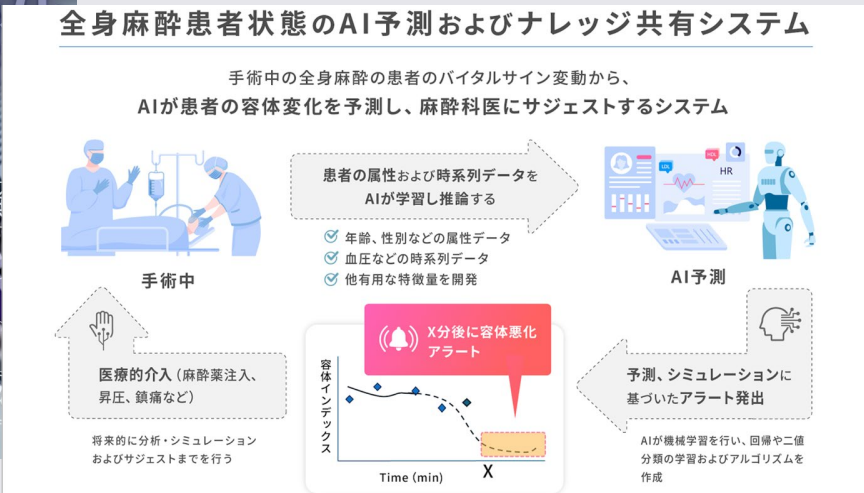 全身麻酔患者状態のAI予測およびナレッジ共有システム
手術中の全身麻酔の患者のバイタルサイン変動から、
AIが患者の容体変化を予測し、麻酔科医にサジェストするシステム
手術中
患者の属性および時系列データを
AIが学習し推論する
年齢、性別などの属性データ
血圧などの時系列データ
他有用な特徴量を開発
LDL
HDL
HR
AI予測
医療的介入（麻酔薬注入、
昇圧、鎮痛など）
将来的に分析・シミュレーション
およびサジェストまでを行う
X分後に容体悪化
アラート
容体インデックス
Time (min)
X
予測、シミュレーションに
基づいたアラート発出
AIが機械学習を行い、回帰や二値
分類の学習およびアルゴリズムを
作成